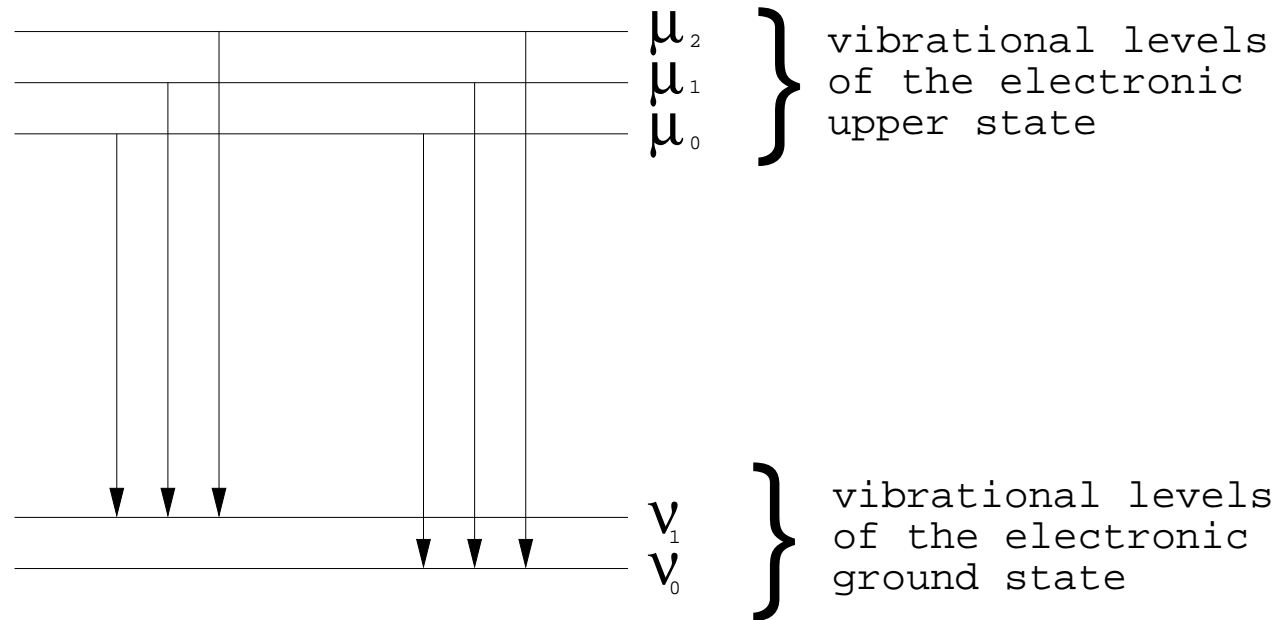 μ2
μ1
μ0
vibrational levels
of the electronic
upper state
ν1
ν0
vibrational levels
of the electronic
ground state